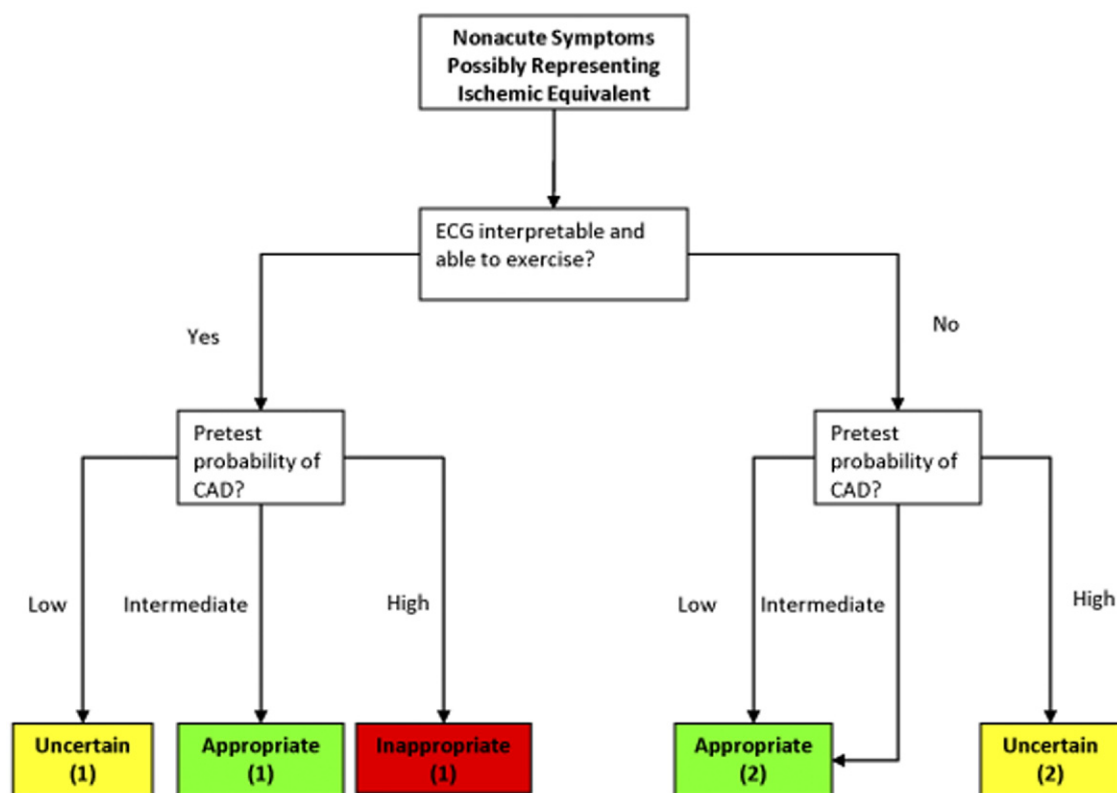 Nonacute Symptoms
Possibly Representing
Ischemic Equivalent
ECG interpretable and
able to exercise?
Yes
No
Pretest
probability of
CAD?
Pretest
probability of
CAD?
Low
Intermediate
High
Low
Intermediate
High
Uncertain
(1)
Appropriate
(1)
Inappropriate
(1)
Appropriate
(2)
Uncertain
(2)